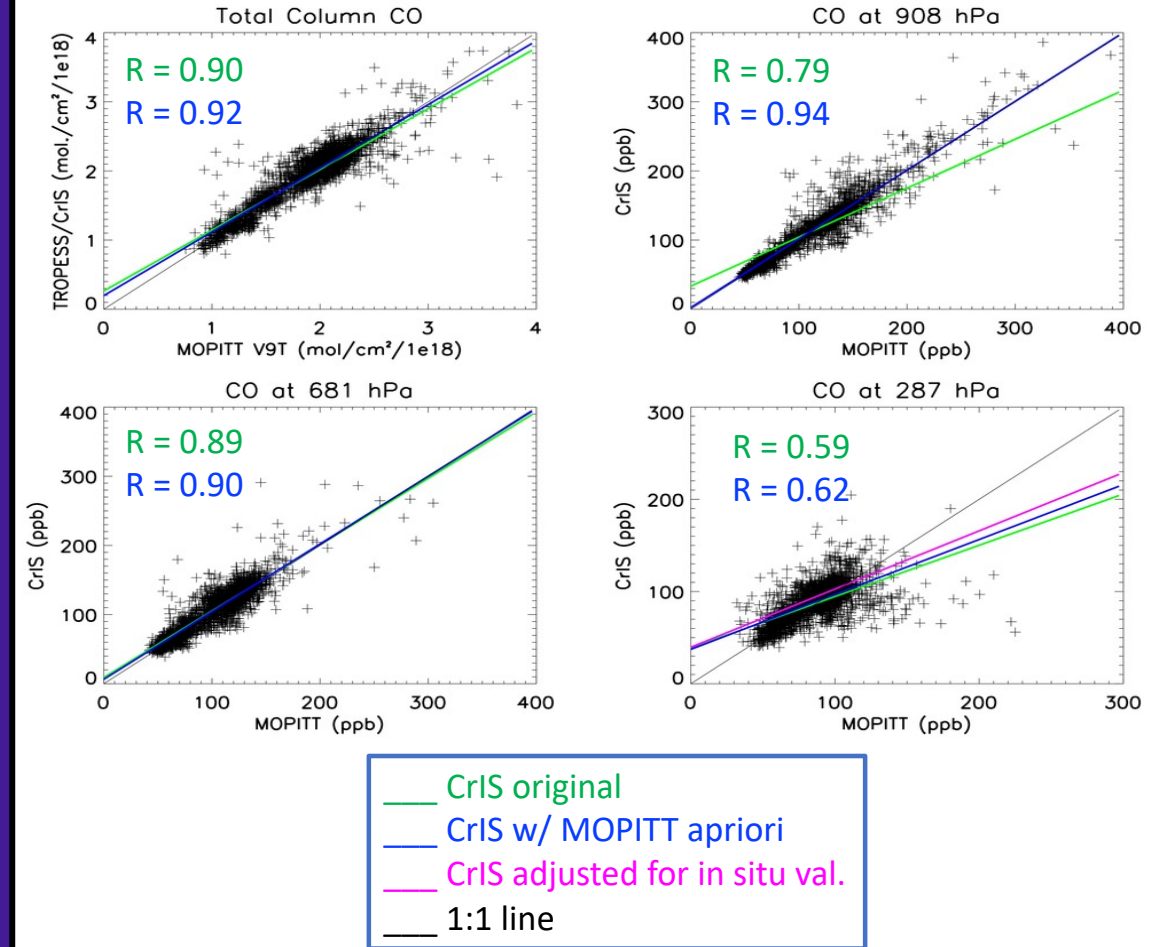 Total Column CO
R = 0.90
R = 0.92
4
3
2
1
0
TROPESS/CrIS (mol./cm²/1e18)
0 1 2 3 4
MOPITT V9T (mol/cm²/1e18)
CO at 908 hPa
R = 0.79
R = 0.94
400
300
200
100
0
CrIS (ppb)
0 100 200 300 400
MOPITT (ppb)
CO at 681 hPa
R = 0.89
R = 0.90
400
300
200
100
0
CrIS (ppb)
0 100 200 300 400
MOPITT (ppb)
CO at 287 hPa
R = 0.59
R = 0.62
300
200
100
0
CrIS (ppb)
0 100 200 300
MOPITT (ppb)
___ CrIS original
___ CrIS w/ MOPITT apriori
___ CrIS adjusted for in situ val.
___ 1:1 line